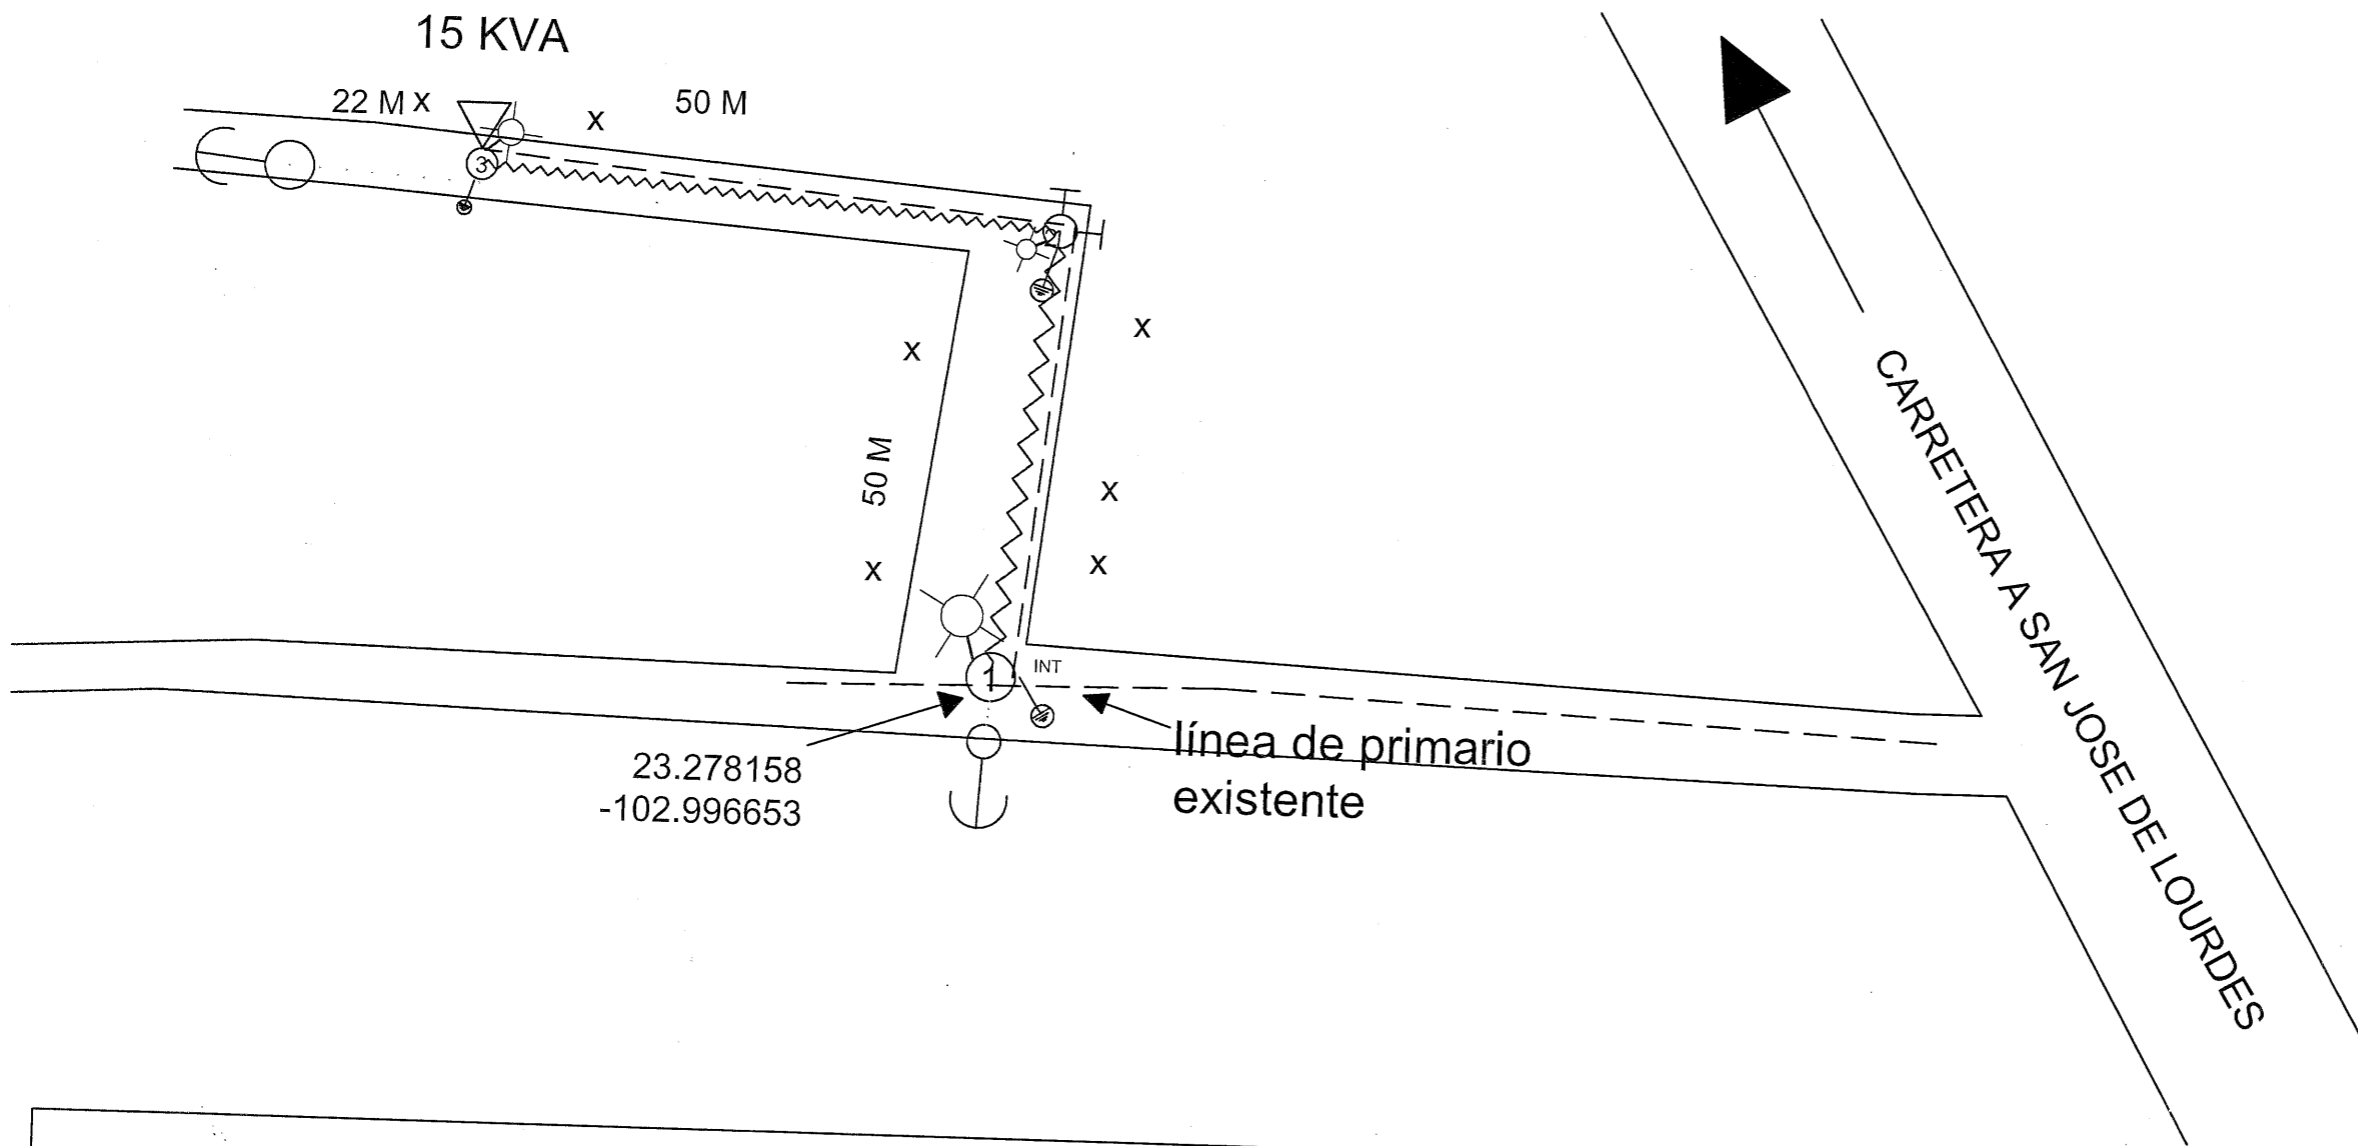 15 KVA
22 M X
X
50 M
3
2
X
X
50 M
X
X
X
1
INT
23.278158
-102.996653
línea de primario
existente
CARRETERA A SAN JOSE DE LOURDES